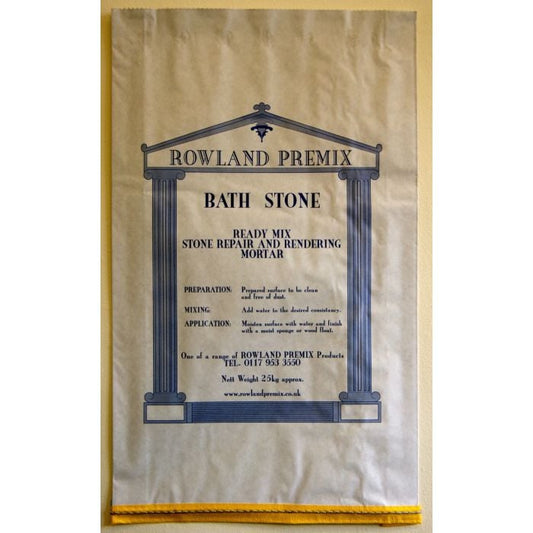 ROWLAND PREMIX
BATH STONE
READY MIX
STONE REPAIR AND RENDERING
MORTAR
PREPARATION: Prepared surface to be clean
and free of dust.
MIXING: Add water to the desired consistancy.
APPLICATION: Moisten surface with water and finish
with a moist sponge or wood float.
One of a range of ROWLAND PREMIX Products
TEL. 0117 953 3550
Nett Weight 25kg approx.
www.rowlandpremix.co.uk